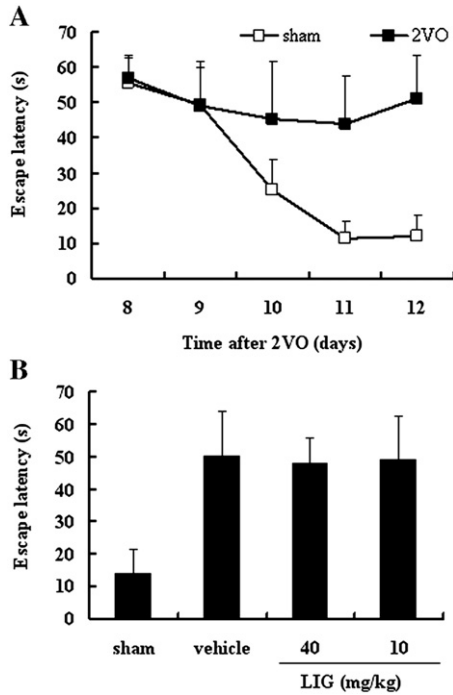 A
sham
2VO
Escape latency (s)
70
60
50
40
30
20
10
0
8 9 10 11 12
Time after 2VO (days)
B
Escape latency (s)
70
60
50
40
30
20
10
0
sham vehicle 40 10
LIG (mg/kg)